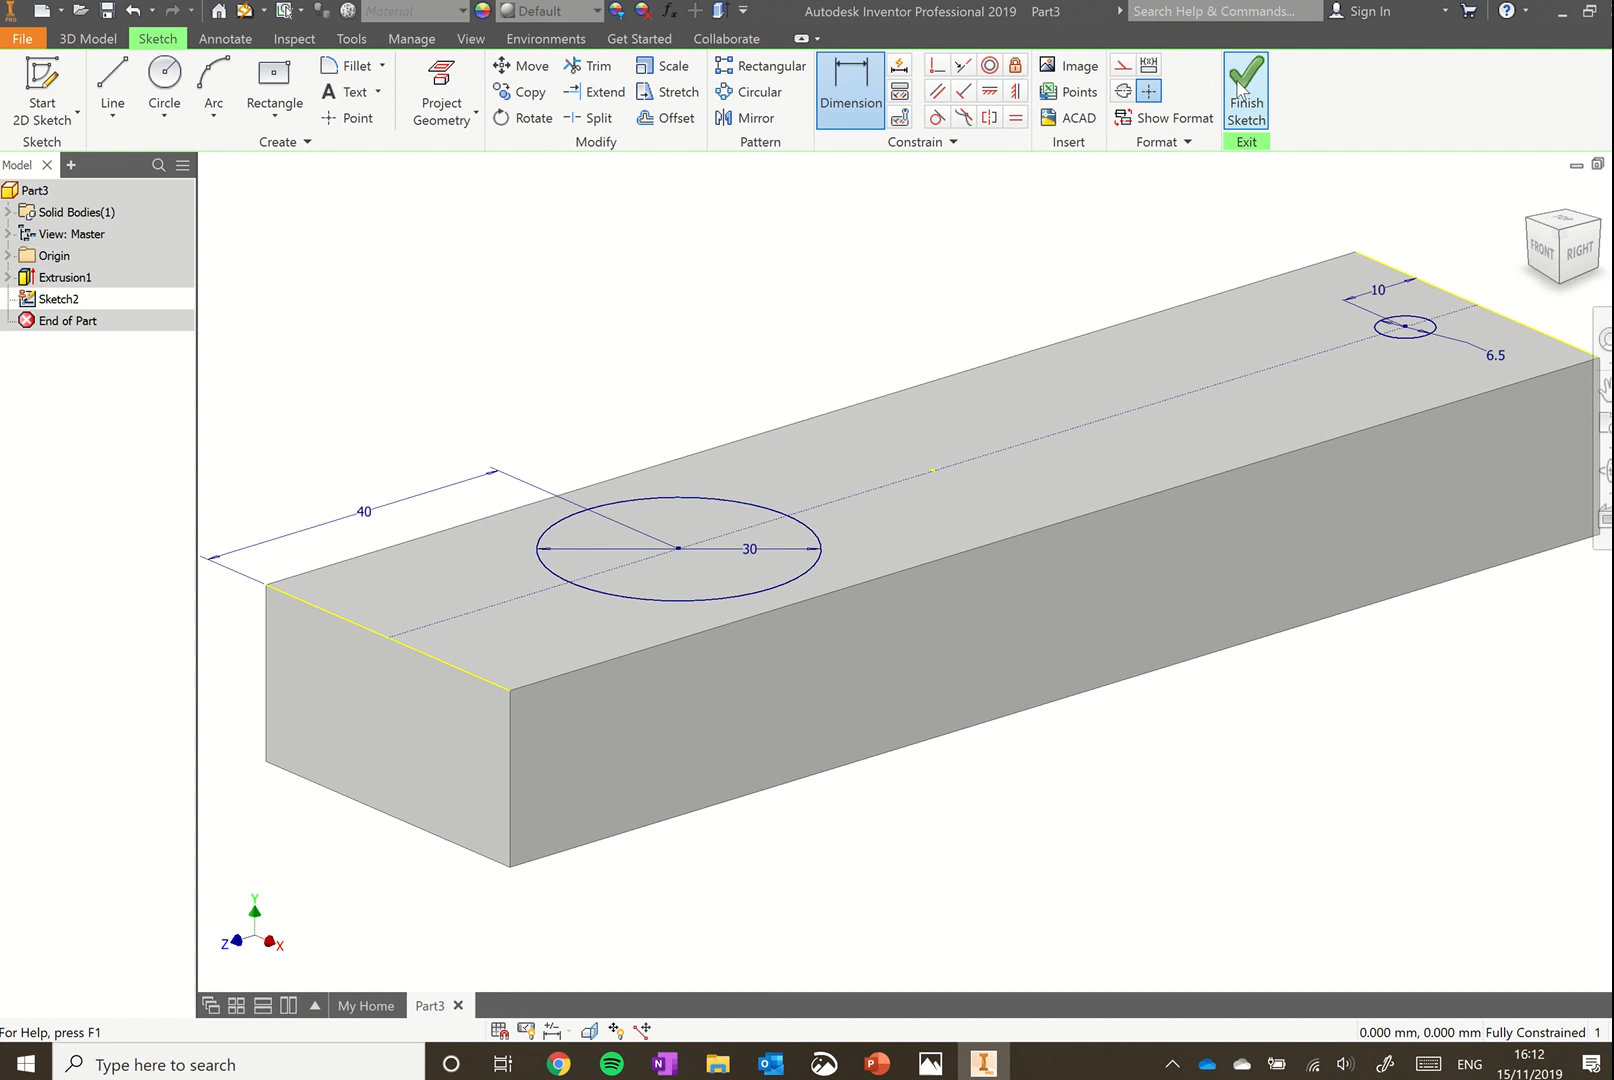 Material
Default
Autodesk Inventor Professional 2019 Part3
Search Help & Commands...
Sign In
File 3D Model Sketch Annotate Inspect Tools Manage View Environments Get Started Collaborate
Start
2D Sketch
Line
Circle
Arc
Rectangle
Fillet
Text
Point
Project
Geometry
Move
Copy
Rotate
Trim
Extend
Split
Scale
Stretch
Offset
Rectangular
Circular
Mirror
Dimension
Image
Points
ACAD
Show Format
Finish
Sketch
Sketch Create Modify Pattern Constrain Insert Format Exit
Model
Part3
Solid Bodies(1)
View: Master
Origin
Extrusion1
Sketch2
End of Part
TOP
FRONT
RIGHT
10
6.5
40
30
Y
Z
X
My Home
Part3
For Help, press F1
0.000 mm, 0.000 mm Fully Constrained 1
Type here to search
ENG
16:12
15/11/2019